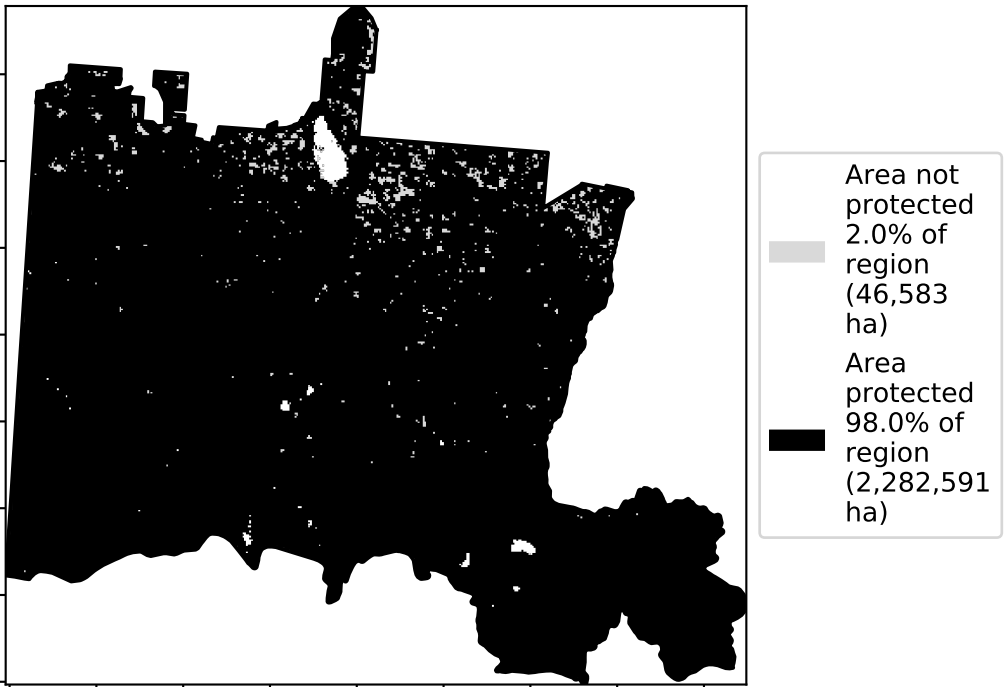 Area not
protected
2.0% of
region
(46,583
ha)
Area
protected
98.0% of
region
(2,282,591
ha)